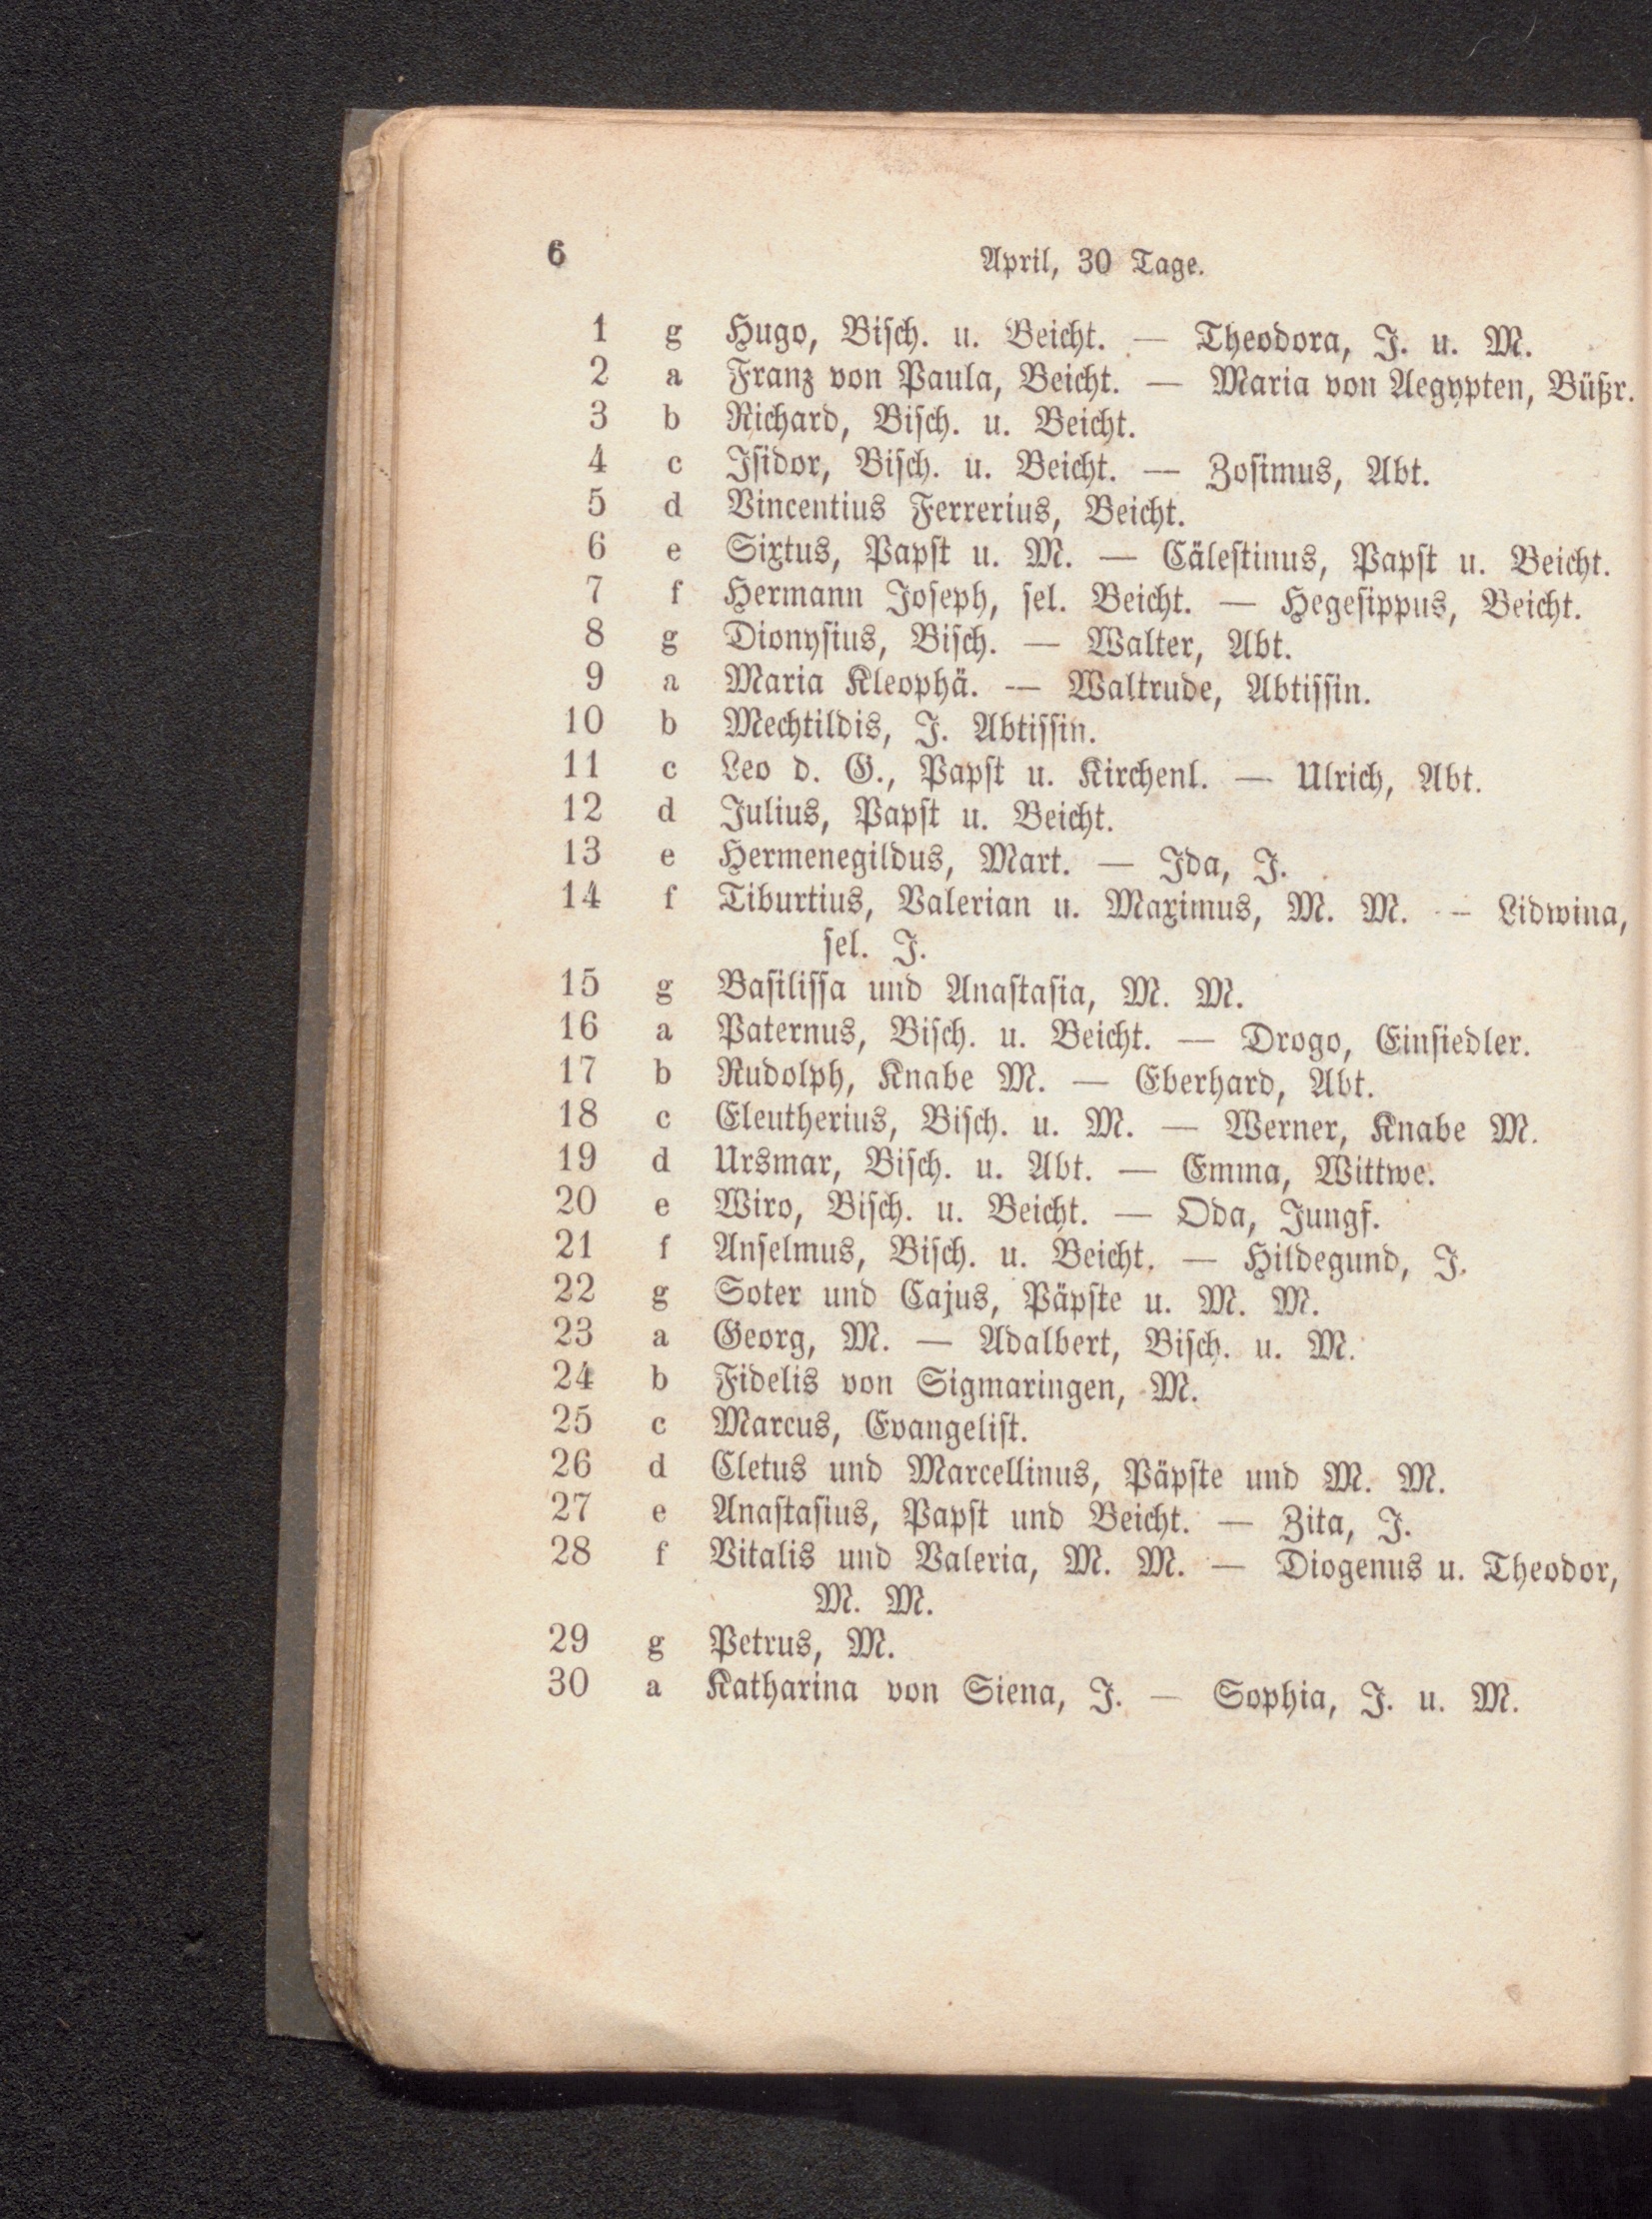 6 April, 30 Tage.
1 g Hugo, Bisch. u. Beicht. — Theodora, J. u. M.
2 a Franz von Paula, Beicht. — Maria von Aegypten, Büßr.
3 b Richard, Bisch. u. Beicht.
4 c Isidor, Bisch. u. Beicht. — Zosimus, Abt.
5 d Vincentius Ferrerius, Beicht.
6 e Sixtus, Papst u. M. — Cälestinus, Papst u. Beicht.
7 f Hermann Joseph, sel. Beicht. — Hegesippus, Beicht.
8 g Dionysius, Bisch. — Walter, Abt.
9 a Maria Kleophä. — Waltrude, Abtissin.
10 b Mechtildis, J. Abtissin.
11 c Leo d. G., Papst u. Kirchenl. — Ulrich, Abt.
12 d Julius, Papst u. Beicht.
13 e Hermenegildus, Mart. — Ida, J.
14 f Tiburtius, Valerian u. Maximus, M. M. — Lidwina,
sel. J.
15 g Basilissa und Anastasia, M. M.
16 a Paternus, Bisch. u. Beicht. — Drogo, Einsiedler.
17 b Rudolph, Knabe M. — Eberhard, Abt.
18 c Eleutherius, Bisch. u. M. — Werner, Knabe M.
19 d Ursmar, Bisch. u. Abt. — Emma, Wittwe.
20 e Wiro, Bisch. u. Beicht. — Oda, Jungf.
21 f Anselmus, Bisch. u. Beicht. — Hildegund, J.
22 g Soter und Cajus, Päpste u. M. M.
23 a Georg, M. — Adalbert, Bisch. u. M.
24 b Fidelis von Sigmaringen, M.
25 c Marcus, Evangelist.
26 d Cletus und Marcellinus, Päpste und M. M.
27 e Anastasius, Papst und Beicht. — Zita, J.
28 f Vitalis und Valeria, M. M. — Diogenus u. Theodor,
M. M.
29 g Petrus, M.
30 a Katharina von Siena, J. — Sophia, J. u. M.